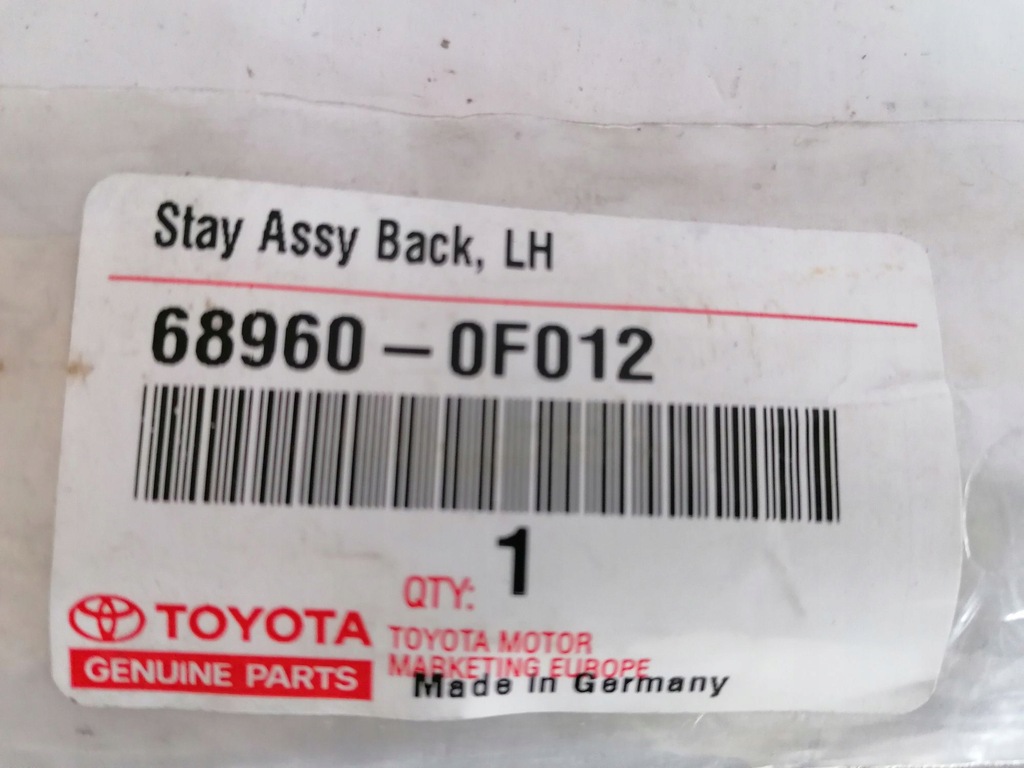 Stay Assy Back, LH
68960-0F012
1
QTY:
TOYOTA
GENUINE PARTS
TOYOTA MOTOR
MARKETING EUROPE
Made in Germany